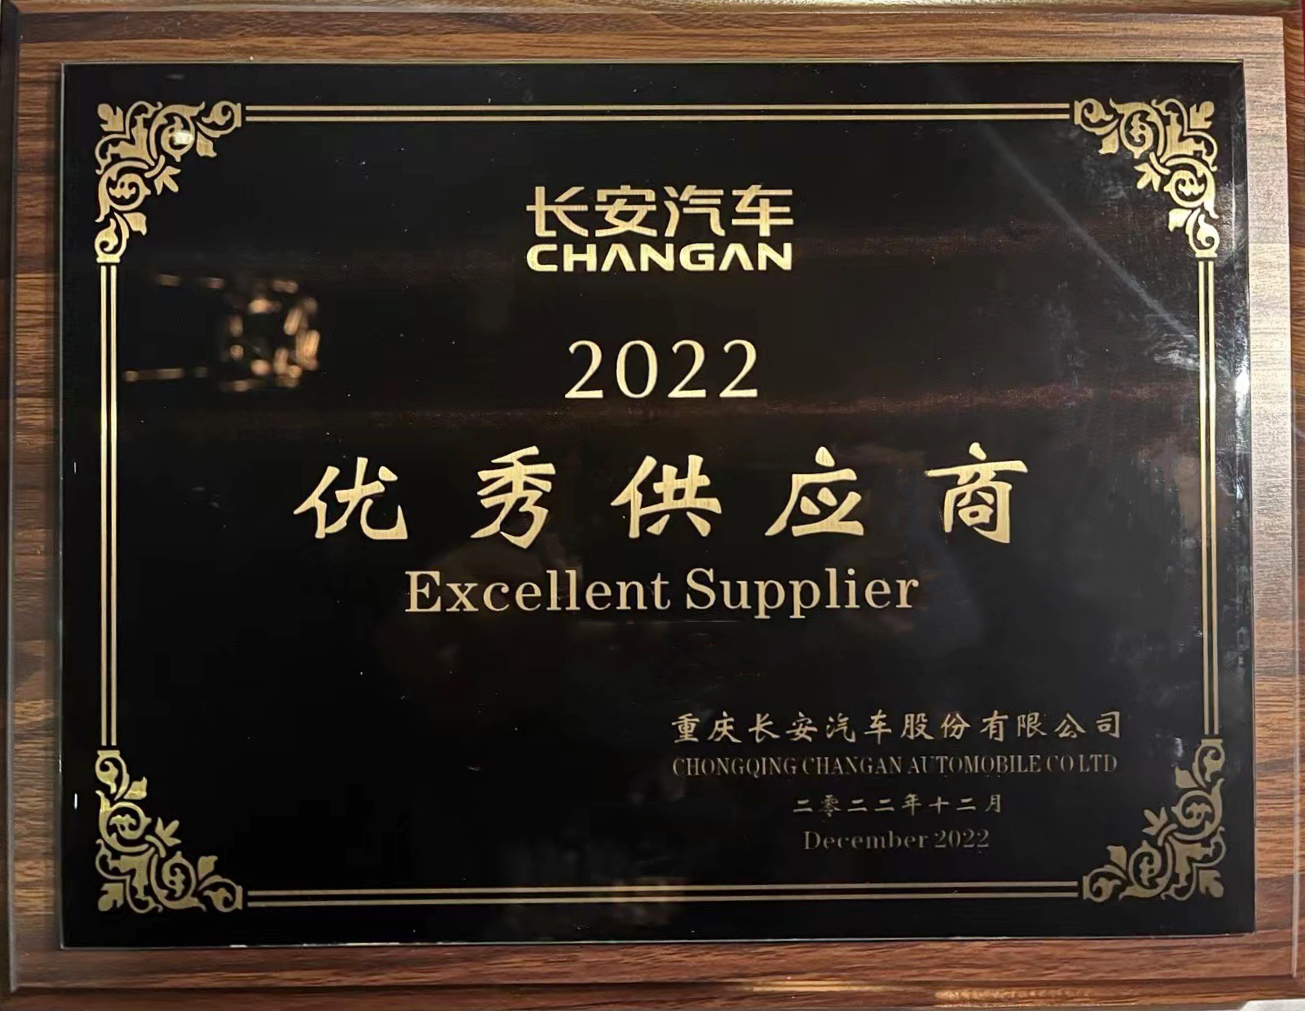 长安汽车
CHANGAN
2022
优秀供应商
Excellent Supplier
重庆长安汽车股份有限公司
CHONGQING CHANGAN AUTOMOBILE CO LTD
二零二二年十二月
December 2022